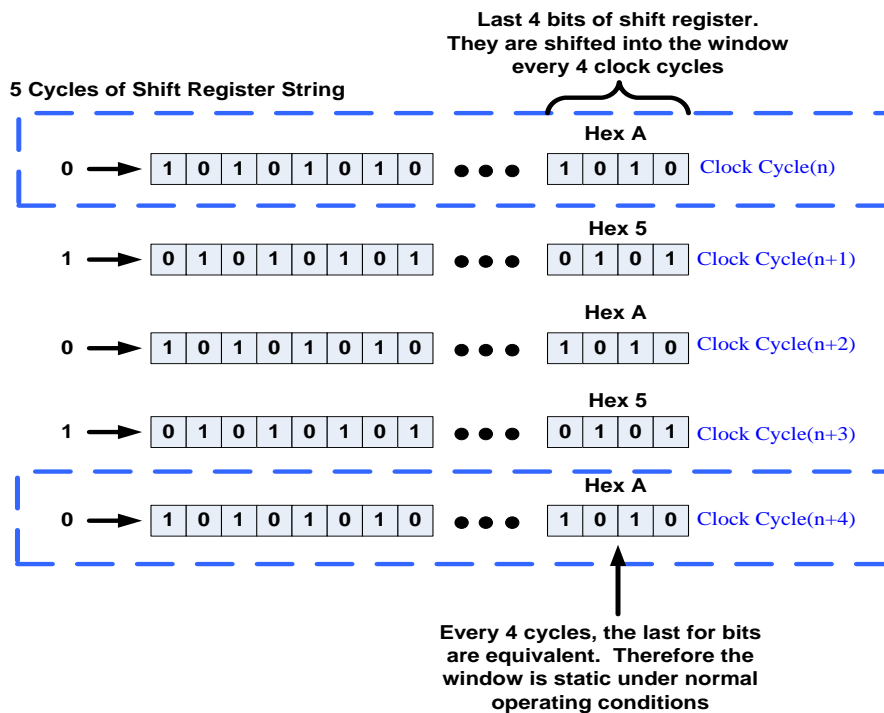 Last 4 bits of shift register.
They are shifted into the window
every 4 clock cycles
5 Cycles of Shift Register String
Hex A
0 1 0 1 0 1 0 1 0 1 0 1 0 Clock Cycle(n)
Hex 5
1 0 1 0 1 0 1 0 1 0 1 0 1 Clock Cycle(n+1)
Hex A
0 1 0 1 0 1 0 1 0 1 0 1 0 Clock Cycle(n+2)
Hex 5
1 0 1 0 1 0 1 0 1 0 1 0 1 Clock Cycle(n+3)
Hex A
0 1 0 1 0 1 0 1 0 1 0 1 0 Clock Cycle(n+4)
Every 4 cycles, the last for bits
are equivalent. Therefore the
window is static under normal
operating conditions